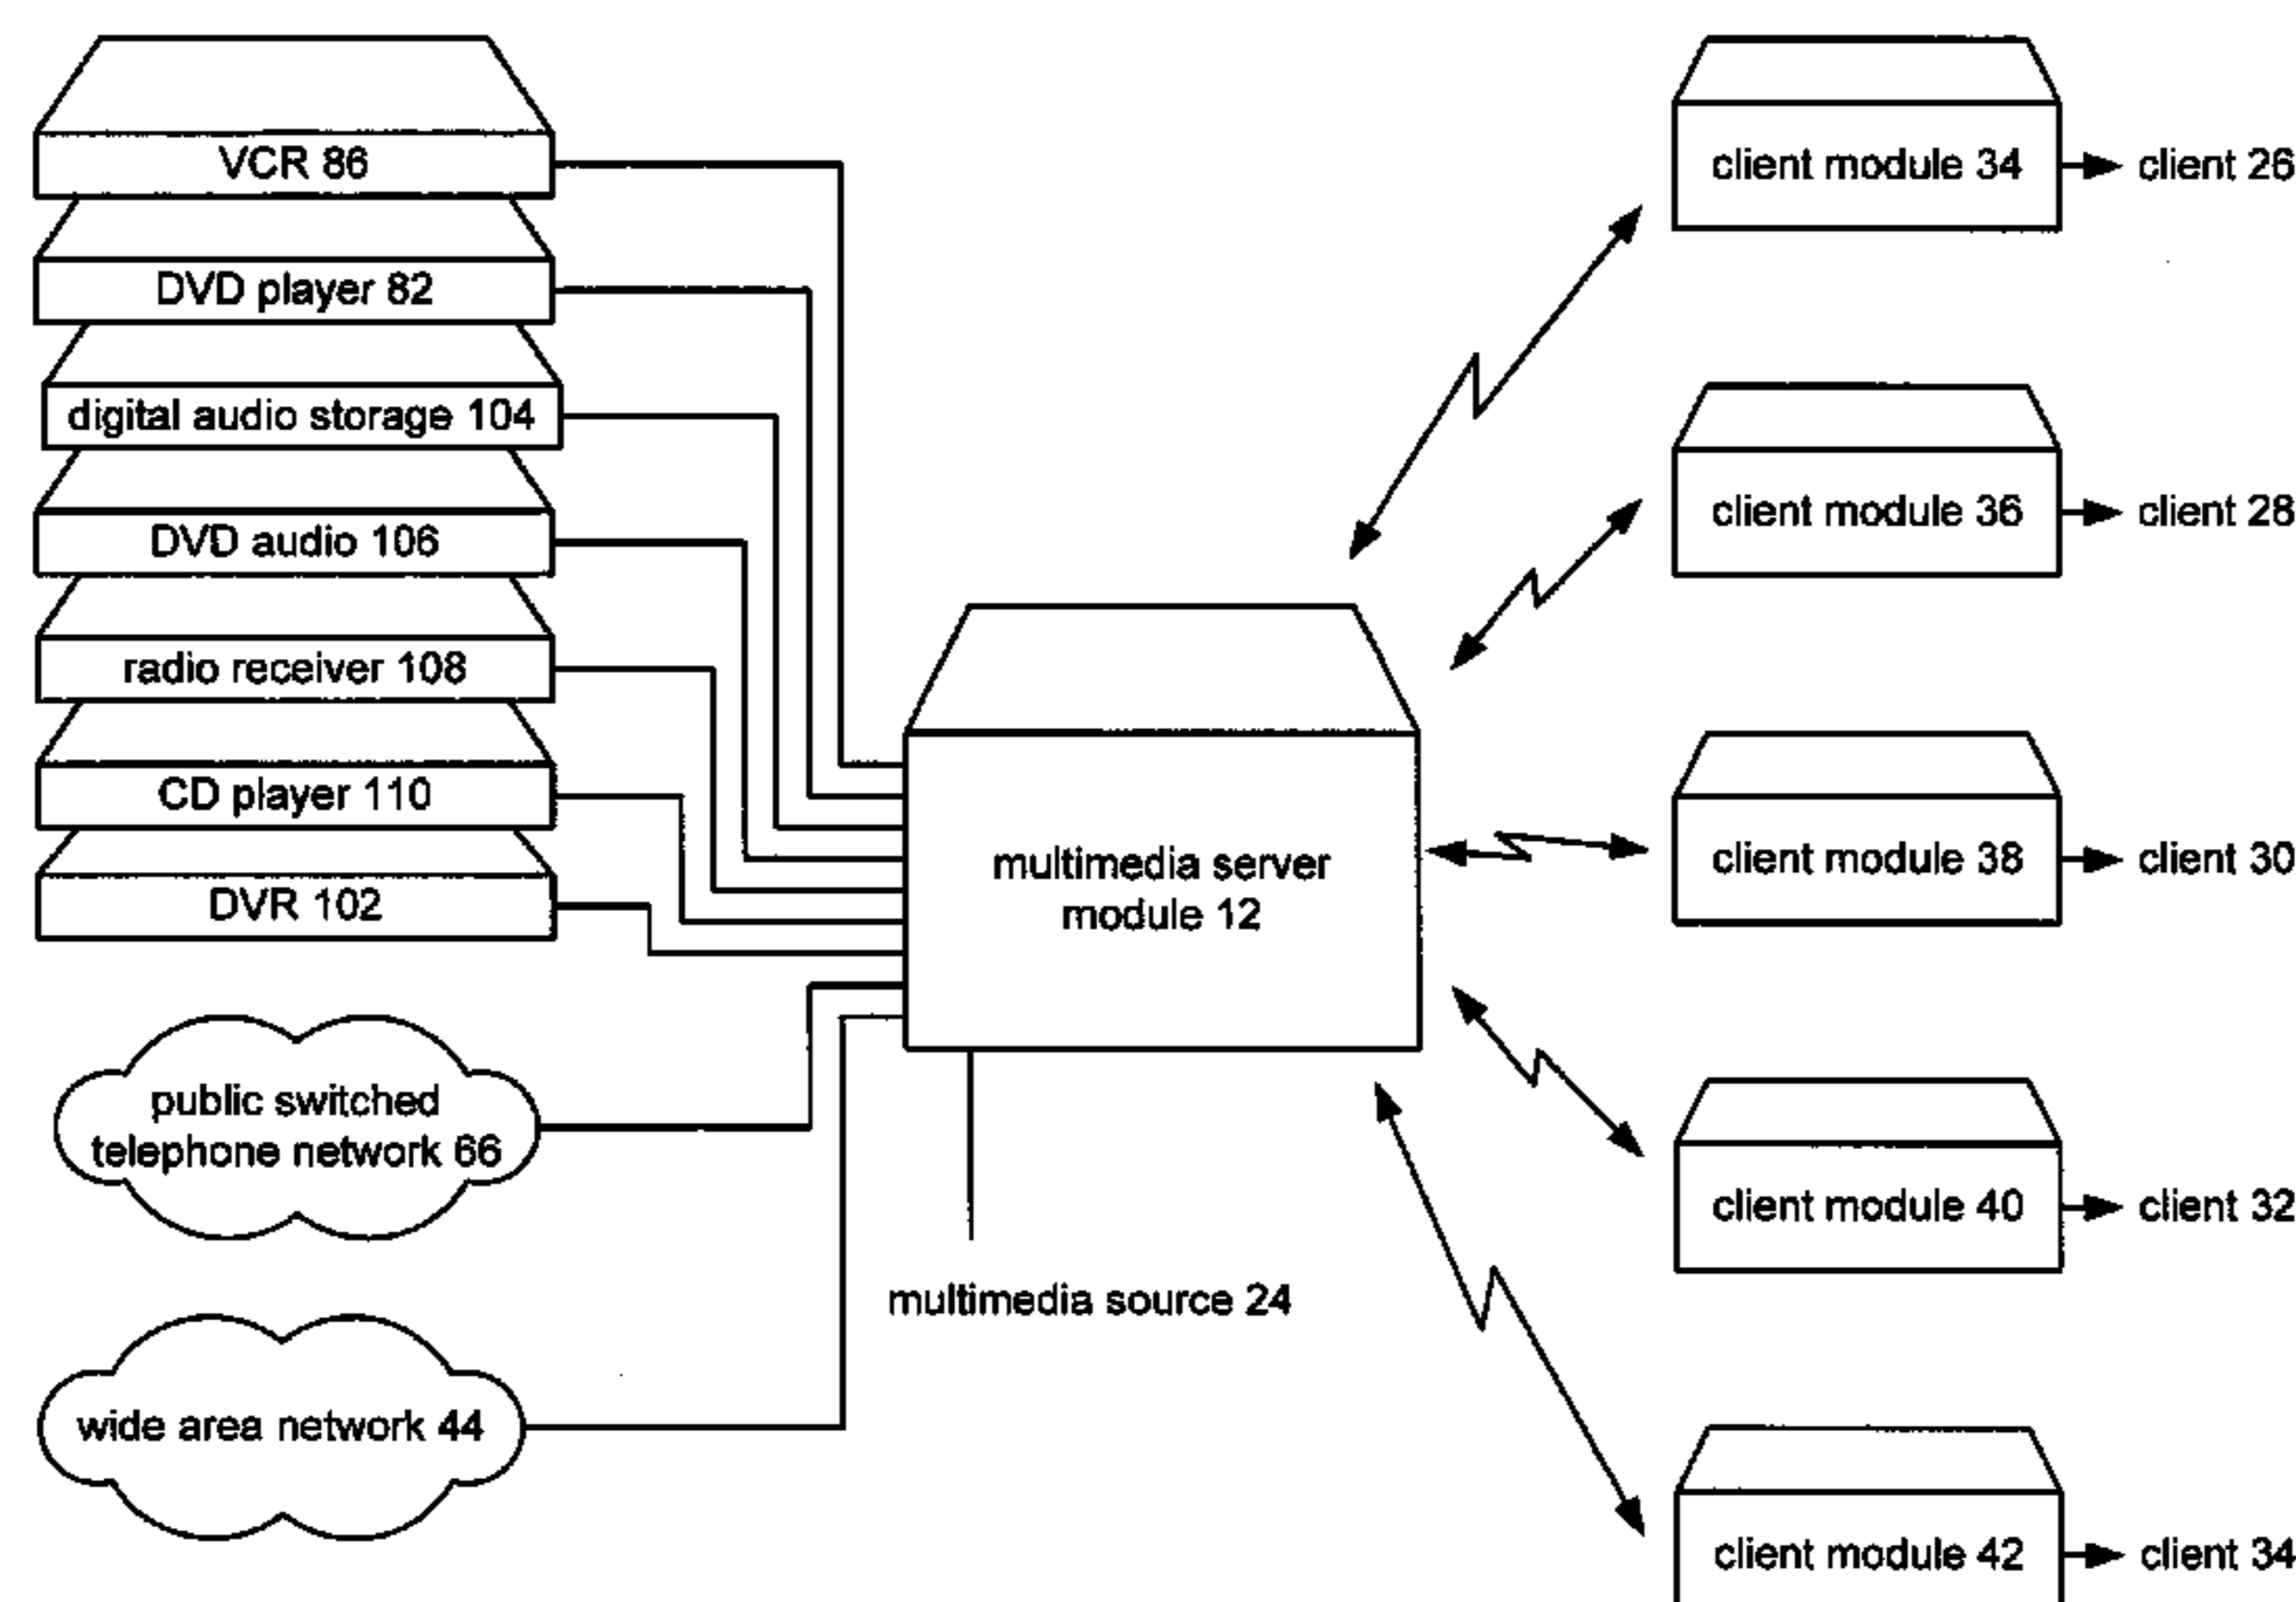 VCR 86
DVD player 82
digital audio storage 104
DVD audio 106
radio receiver 108
CD player 110
DVR 102
public switched
telephone network 66
wide area network 44
multimedia server
module 12
multimedia source 24
client module 34
client 26
client module 36
client 28
client module 38
client 30
client module 40
client 32
client module 42
client 34